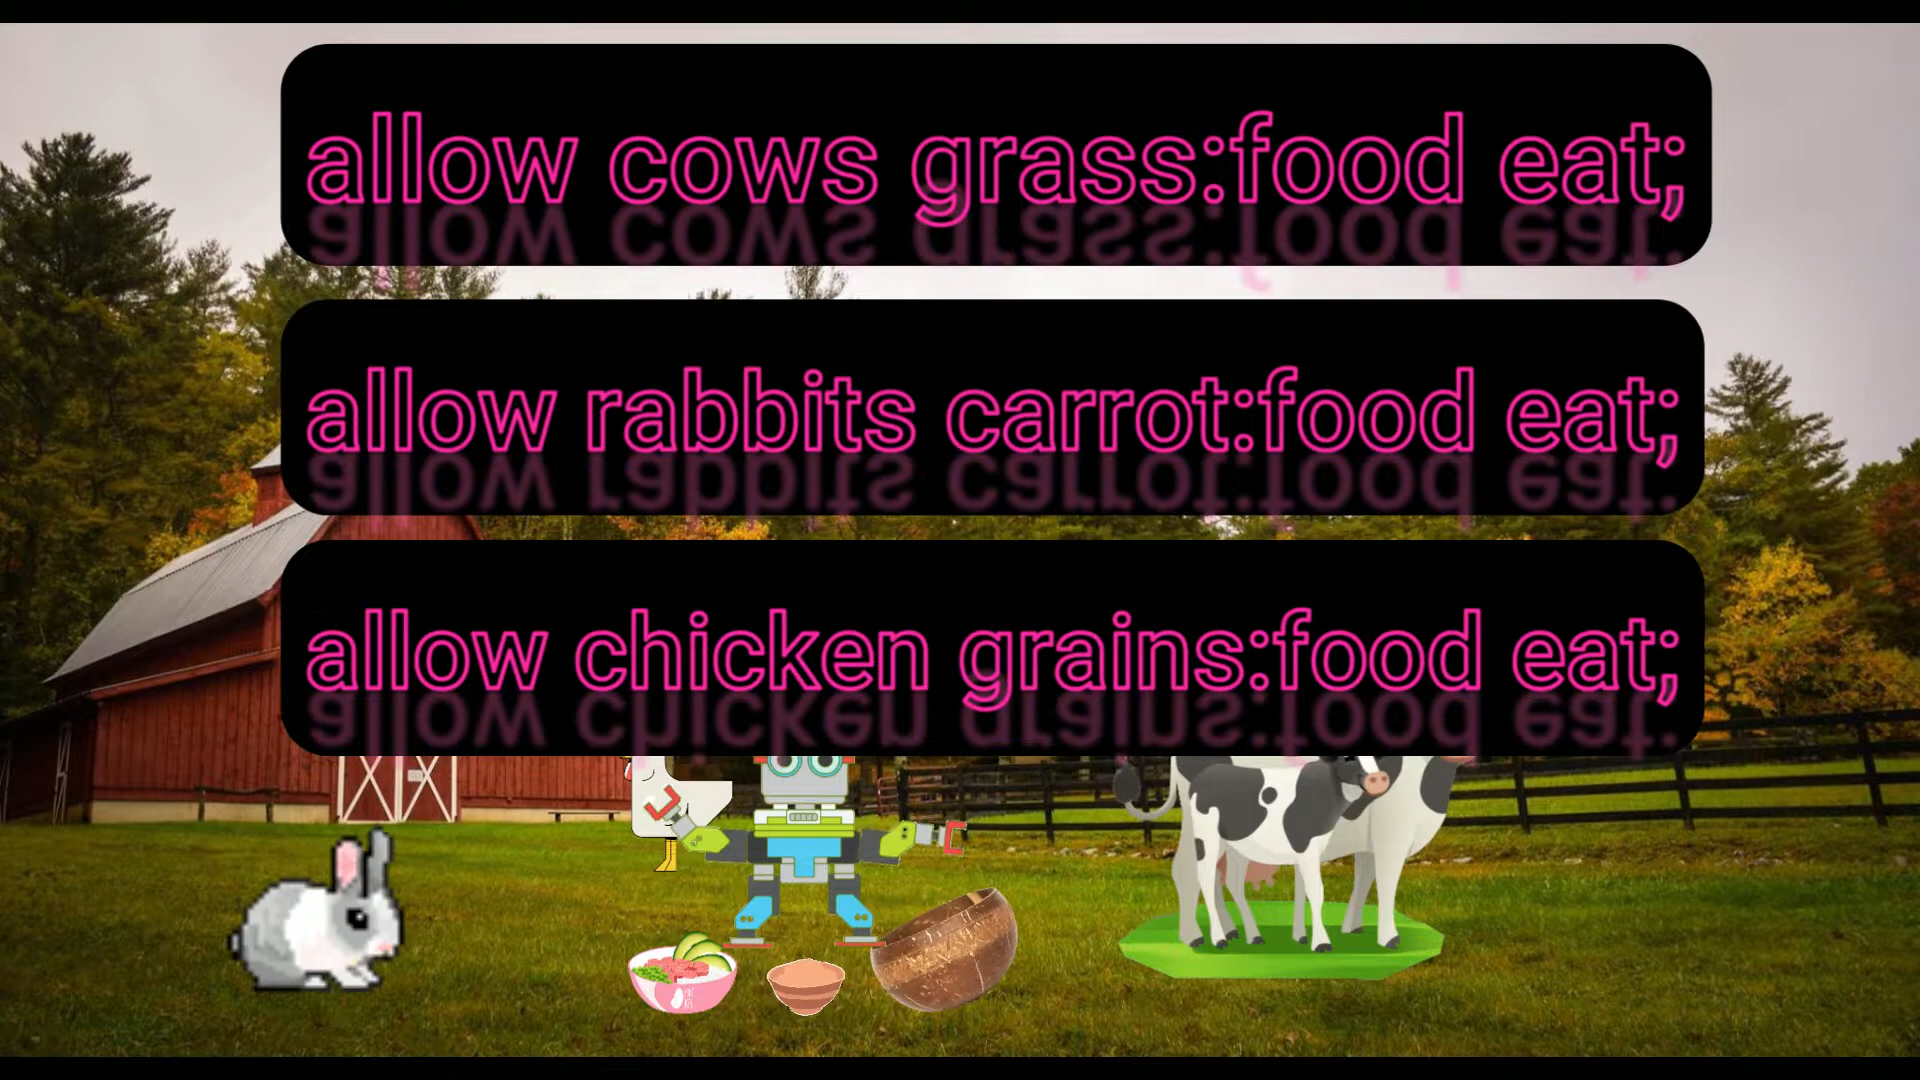 allow cows grass:food eat;
allow rabbits carrot:food eat;
allow chicken grains:food eat;